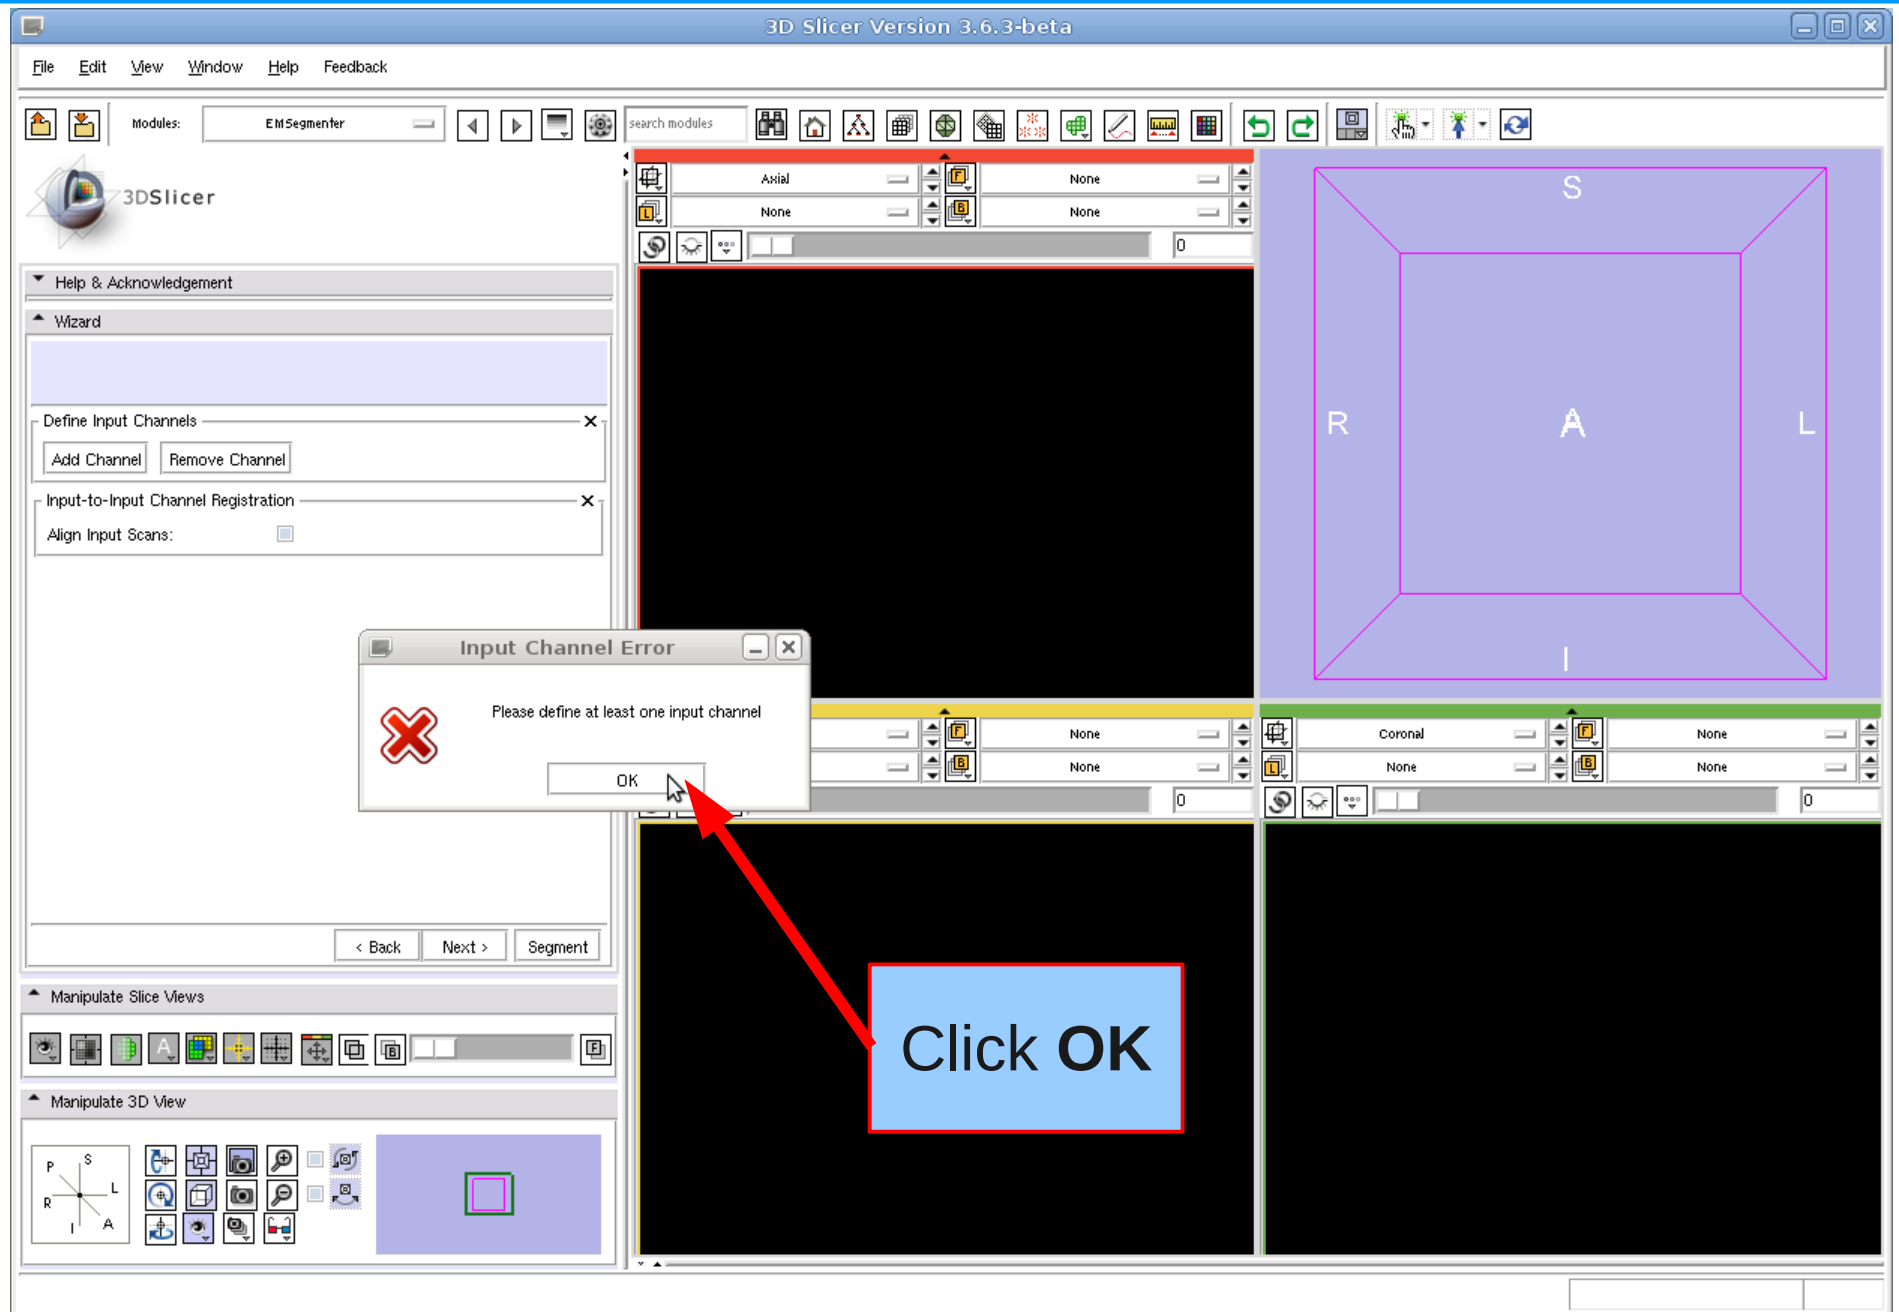 3D Slicer Version 3.6.3-beta
File Edit View Window Help Feedback
Modules: EMSegmenter search modules
3DSlicer
Help & Acknowledgement
Wizard
Define Input Channels
Add Channel Remove Channel
Input-to-Input Channel Registration
Align Input Scans:
< Back Next > Segment
Manipulate Slice Views
A B F
Manipulate 3D View
P S
R L
I A
Axial F None
L None B None
0
S
R A L
I
Input Channel Error
Please define at least one input channel
OK
F None
B None
0
Coronal F None
L None B None
0
Click OK